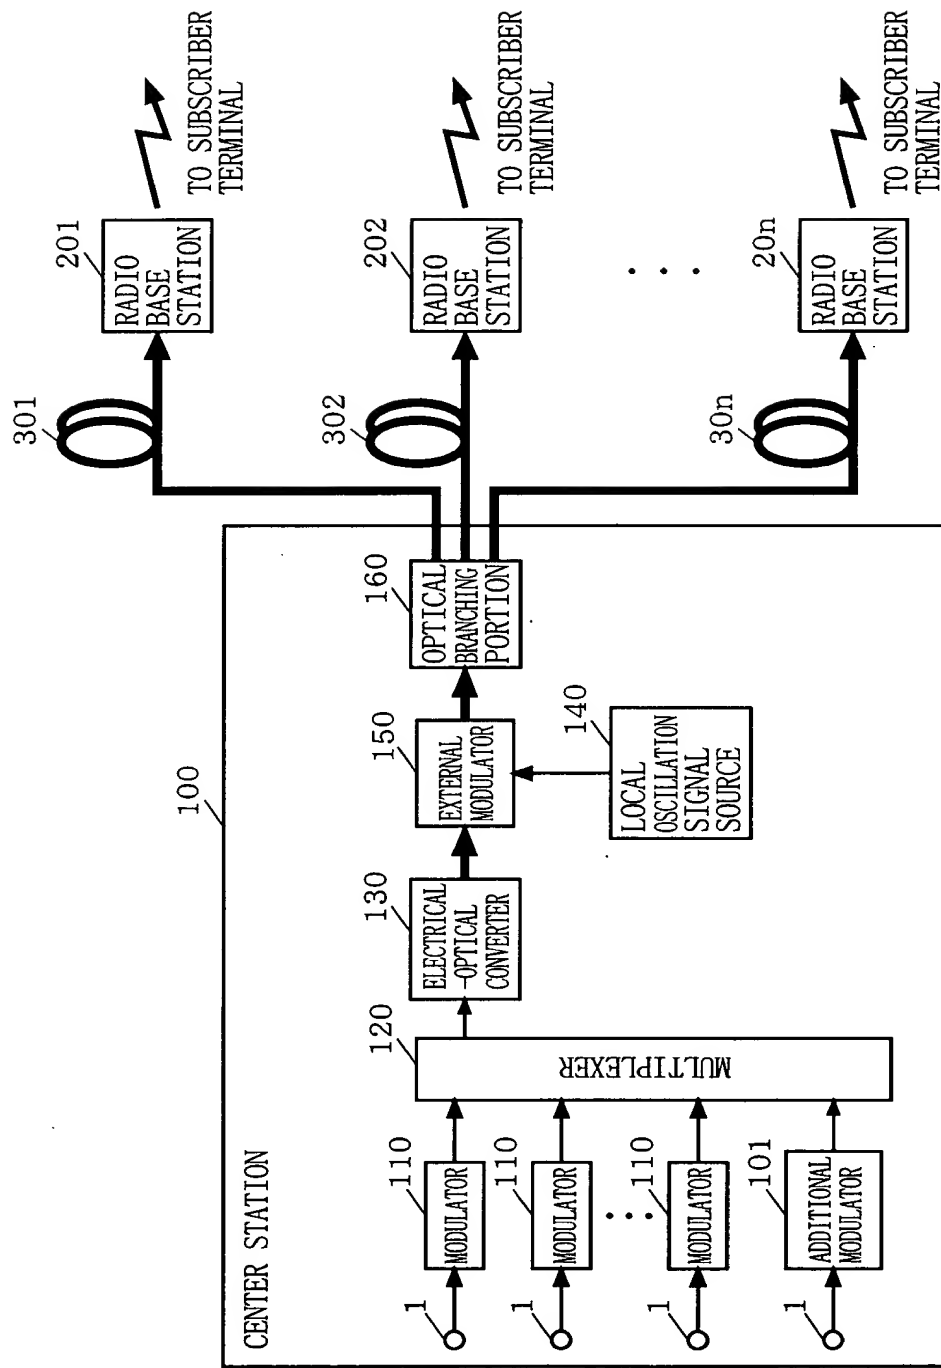 CENTER STATION
100
1
1
1
1
110
MODULATOR
110
MODULATOR
110
MODULATOR
101
ADDITIONAL
MODULATOR
120
MULTIPLEXER
130
ELECTRICAL
-OPTICAL
CONVERTER
150
EXTERNAL
MODULATOR
140
LOCAL
OSCILLATION
SIGNAL
SOURCE
160
OPTICAL
BRANCHING
PORTION
301
302
30n
201
RADIO
BASE
STATION
TO SUBSCRIBER
TERMINAL
202
RADIO
BASE
STATION
TO SUBSCRIBER
TERMINAL
20n
RADIO
BASE
STATION
TO SUBSCRIBER
TERMINAL